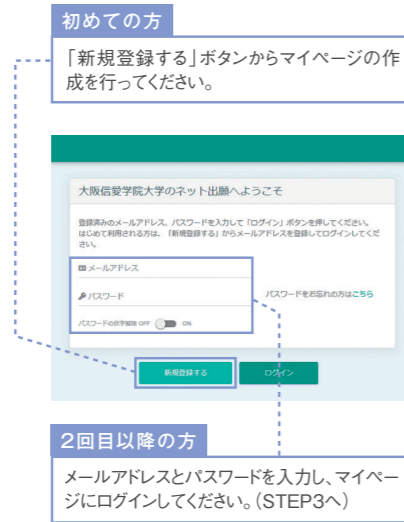 初めての方
「新規登録する」ボタンからマイページの作
成を行ってください。
大阪信愛学院大学のネット出願へようこそ
登録済みのメールアドレス、パスワードを入力して「ログイン」ボタンを押してください。
はじめて利用される方は、「新規登録する」からメールアドレスを登録してログインしてくだ
さい。
メールアドレス
パスワード
パスワードをお忘れの方はこちら
パスワードの伏字解除 OFF ON
新規登録する
ログイン
2回目以降の方
メールアドレスとパスワードを入力し、マイペー
ジにログインしてください。（STEP3へ）